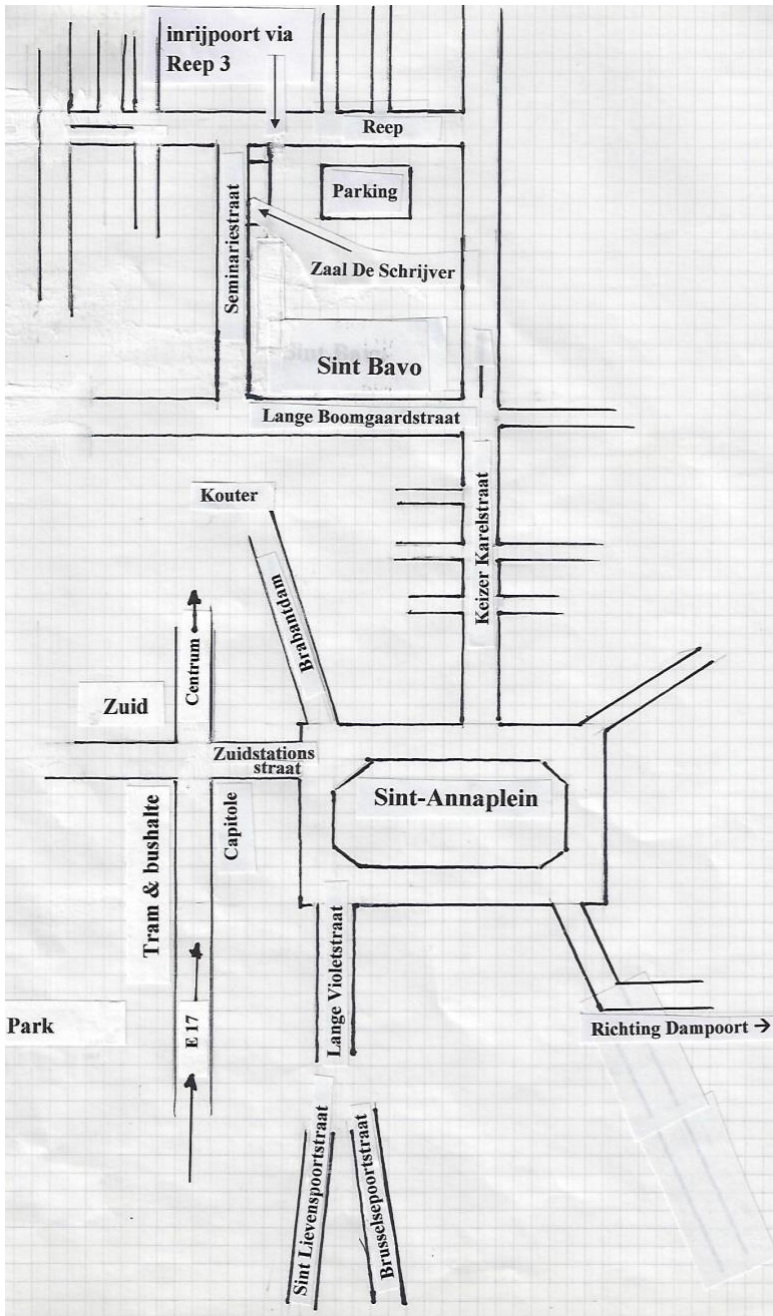 inrijpoort via
Reep 3
Reep
Parking
Seminariestraat
Zaal De Schrijver
Sint Bavo
Lange Boomgaardstraat
Kouter
Keizer Karelstraat
Brabantdam
Centrum
Zuid
Zuidstations
straat
Sint-Annaplein
Capitole
Tram & bushalte
Lange Violetstraat
E 17
Park
Richting Dampoort →
Sint Lievenspoortstraat
Brusselsepoortstraat